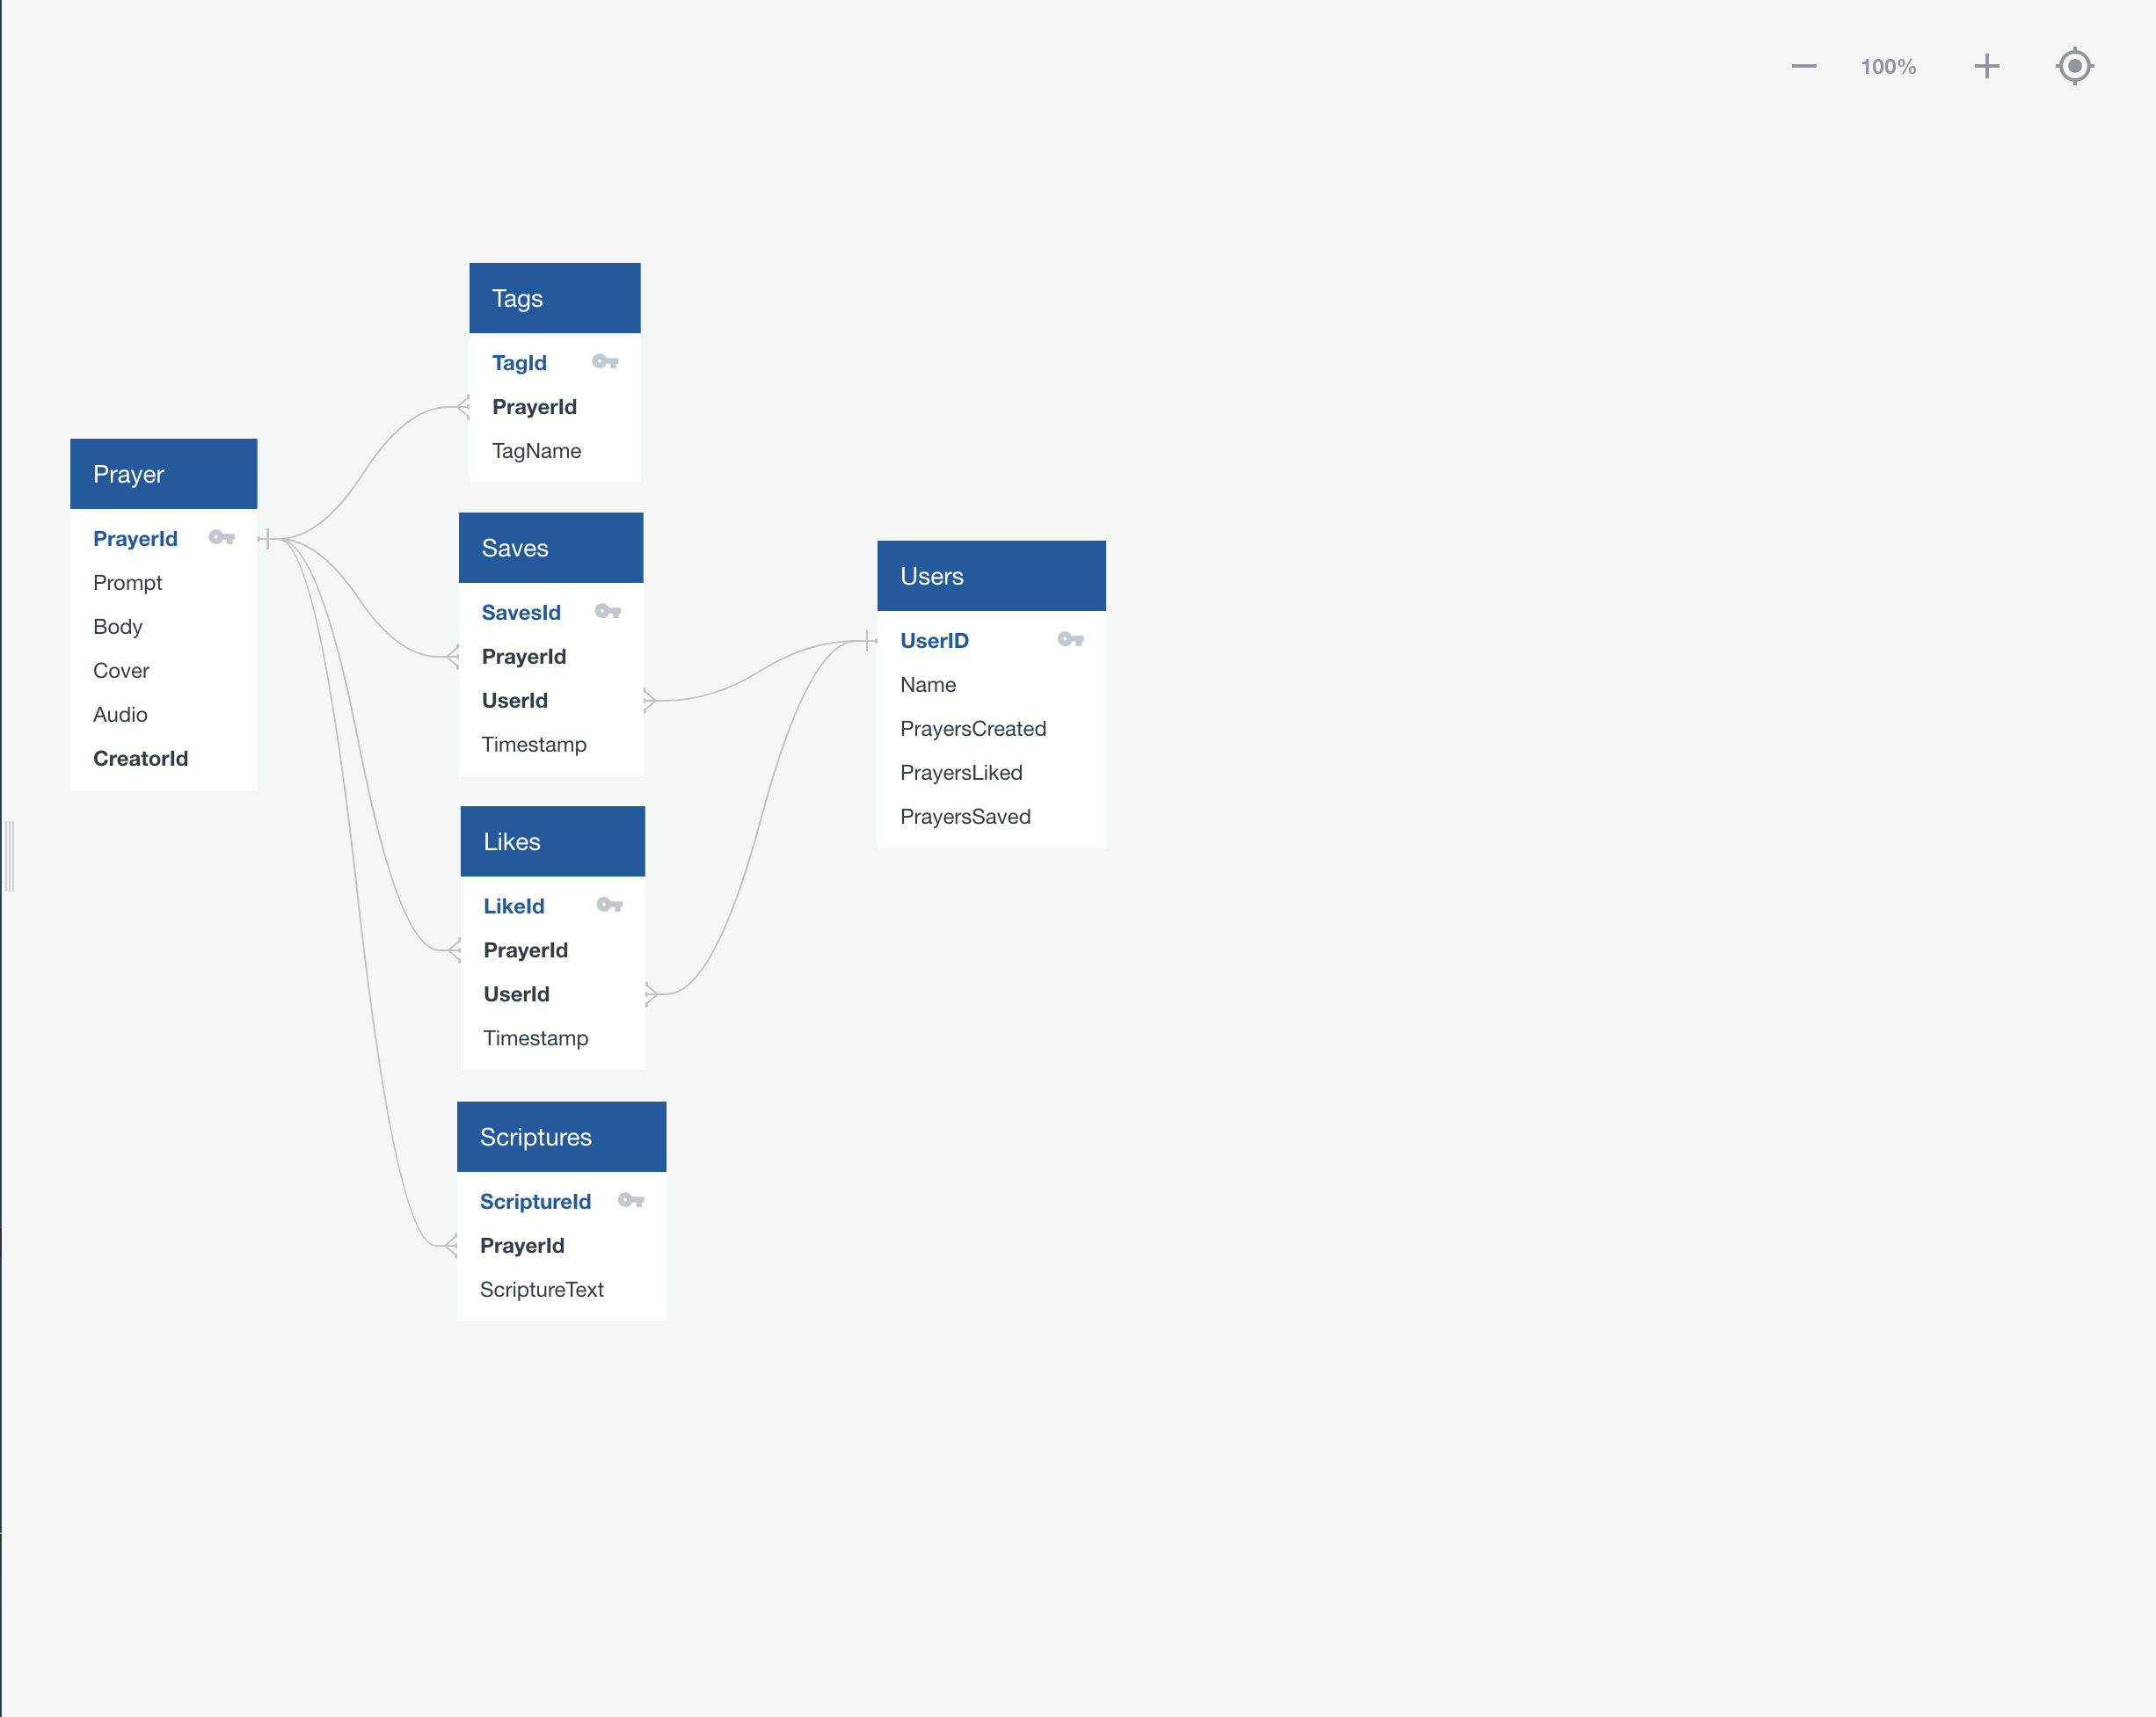 100%
Tags
TagId
PrayerId
TagName
Prayer
PrayerId
Prompt
Body
Cover
Audio
CreatorId
Saves
SavesId
PrayerId
UserId
Timestamp
Users
UserID
Name
PrayersCreated
PrayersLiked
PrayersSaved
Likes
LikeId
PrayerId
UserId
Timestamp
Scriptures
ScriptureId
PrayerId
ScriptureText